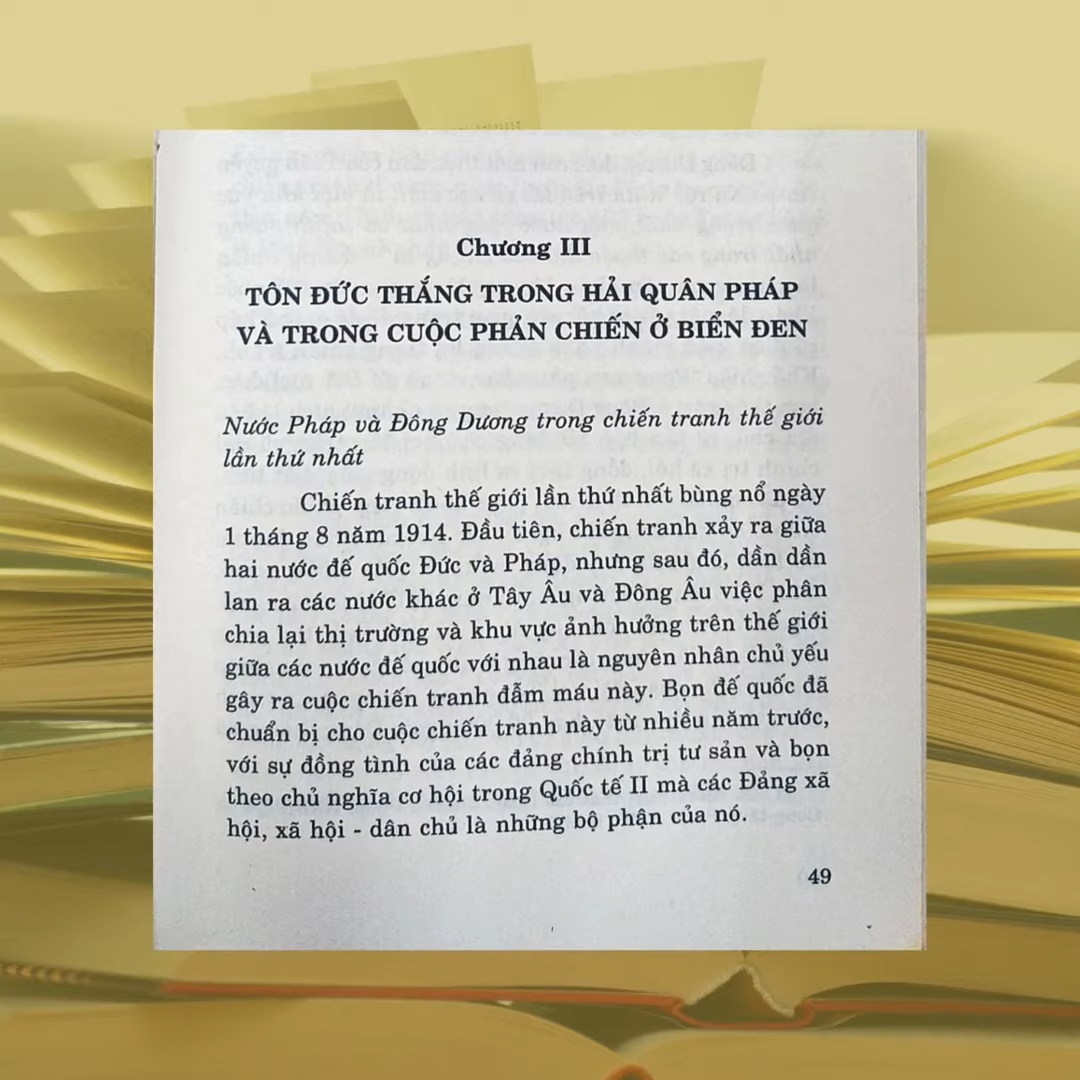 Chương III
TÔN ĐỨC THẮNG TRONG HẢI QUÂN PHÁP
VÀ TRONG CUỘC PHẢN CHIẾN Ở BIỂN ĐEN
Nước Pháp và Đông Dương trong chiến tranh thế giới
lần thứ nhất
Chiến tranh thế giới lần thứ nhất bùng nổ ngày
1 tháng 8 năm 1914. Đầu tiên, chiến tranh xảy ra giữa
hai nước đế quốc Đức và Pháp, nhưng sau đó, dần dần
lan ra các nước khác ở Tây Âu và Đông Âu việc phân
chia lại thị trường và khu vực ảnh hưởng trên thế giới
giữa các nước đế quốc với nhau là nguyên nhân chủ yếu
gây ra cuộc chiến tranh đẫm máu này. Bọn đế quốc đã
chuẩn bị cho cuộc chiến tranh này từ nhiều năm trước,
với sự đồng tình của các đảng chính trị tư sản và bọn
theo chủ nghĩa cơ hội trong Quốc tế II mà các Đảng xã
hội, xã hội - dân chủ là những bộ phận của nó.
49